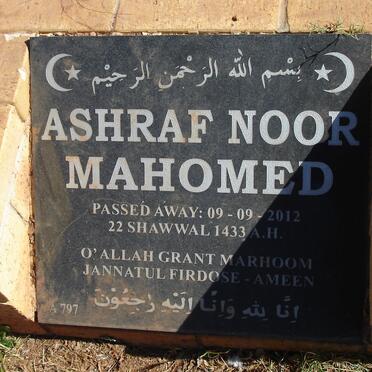 بِسْمِ اللهِ الرَّحْمٰنِ الرَّحِيْمِ
ASHRAF NOOR
MAHOMED
PASSED AWAY: 09 - 09 - 2012
22 SHAWWAL 1433 A.H.
O'ALLAH GRANT MARHOOM
JANNATUL FIRDOSE - AMEEN
اِنَّا لِلّٰهِ وَاِنَّا اِلَيْهِ رٰجِعُوْنَ
A 797